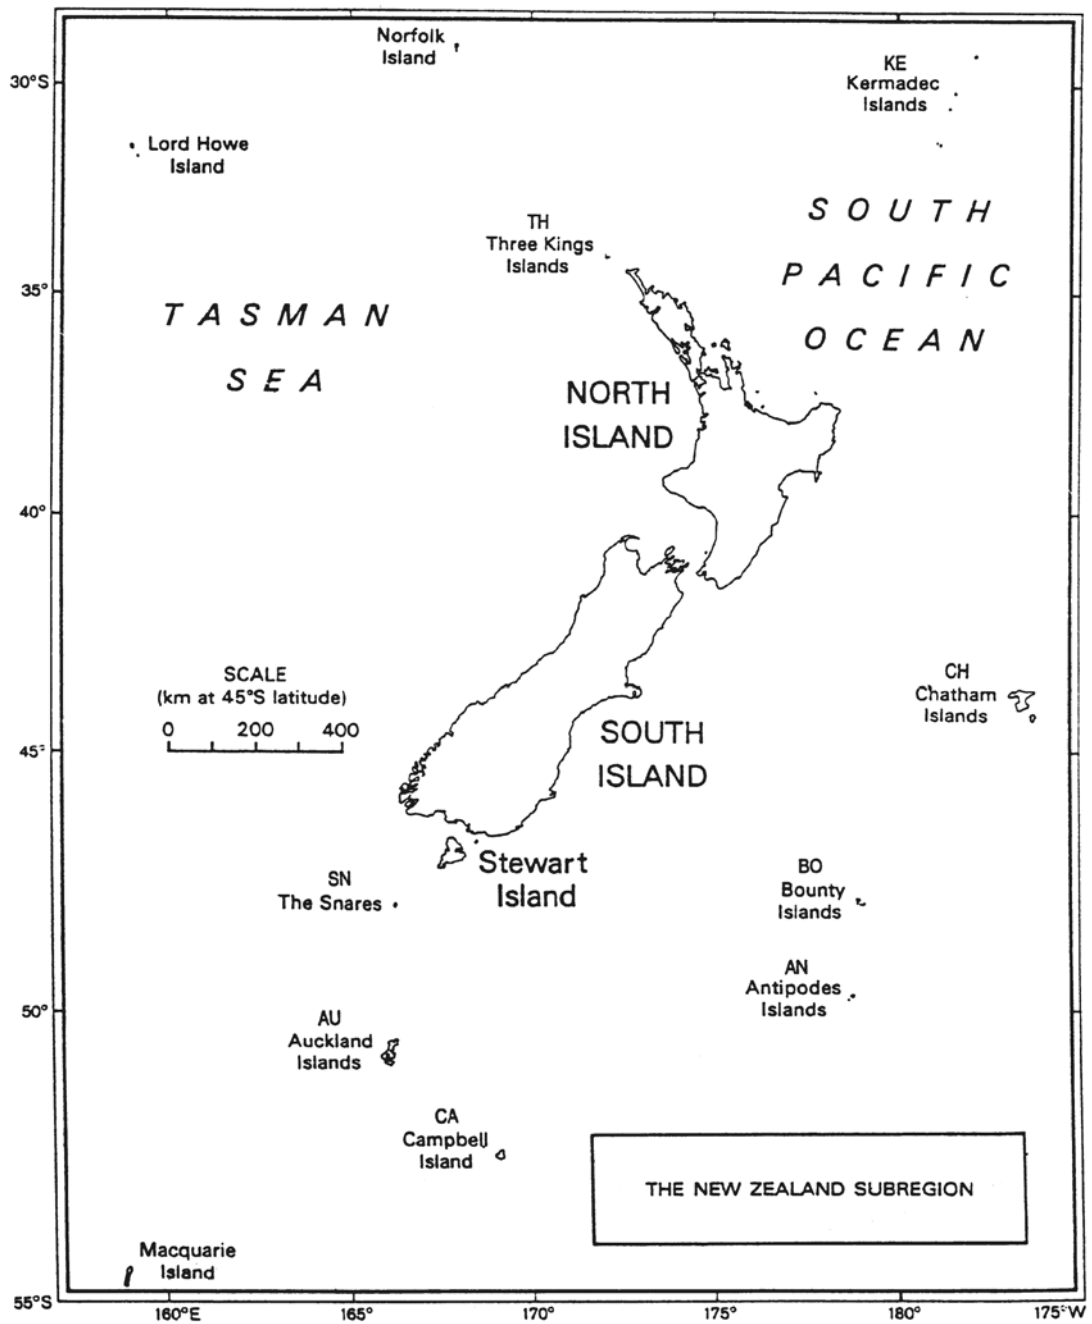 Norfolk
Island
KE
Kermadec
Islands
30°S
Lord Howe
Island
SOUTH
PACIFIC
OCEAN
TH
Three Kings
Islands
35°
TASMAN
SEA
NORTH
ISLAND
40°
SCALE
(km at 45°S latitude)
0 200 400
CH
Chatham
Islands
45°
SOUTH
ISLAND
Stewart
Island
SN
The Snares
BO
Bounty
Islands
AN
Antipodes
Islands
50°
AU
Auckland
Islands
CA
Campbell
Island
THE NEW ZEALAND SUBREGION
Macquarie
Island
55°S
160°E 165° 170° 175° 180° 175°W